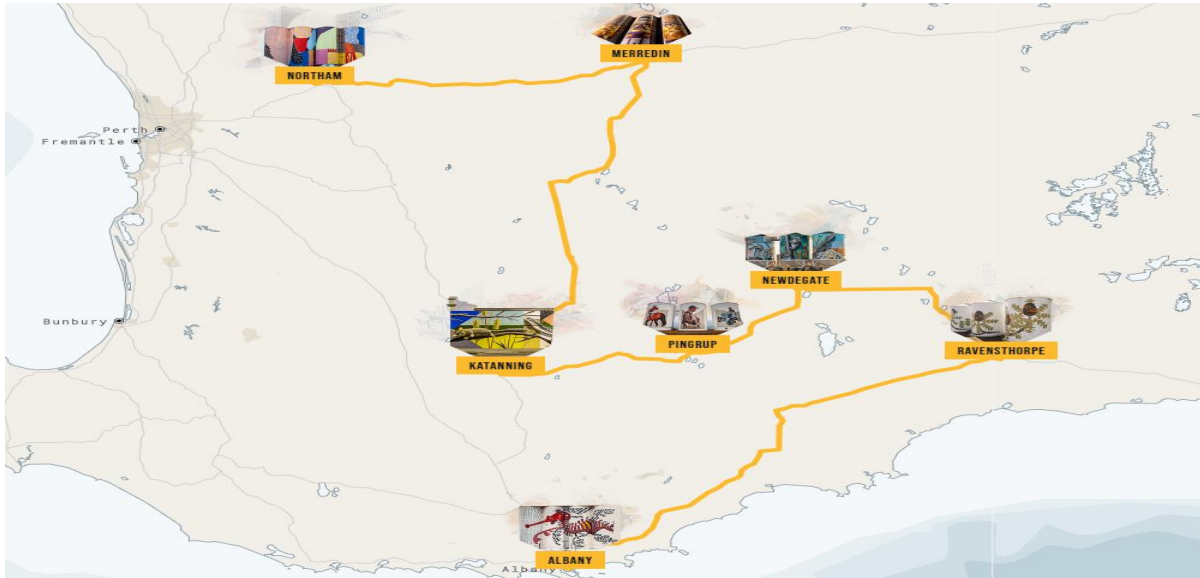 MERREDIN
NORTHAM
Perth
Fremantle
NEWDEGATE
Bunbury
PINGRUP
RAVENSTHORPE
KATANNING
ALBANY
Albany